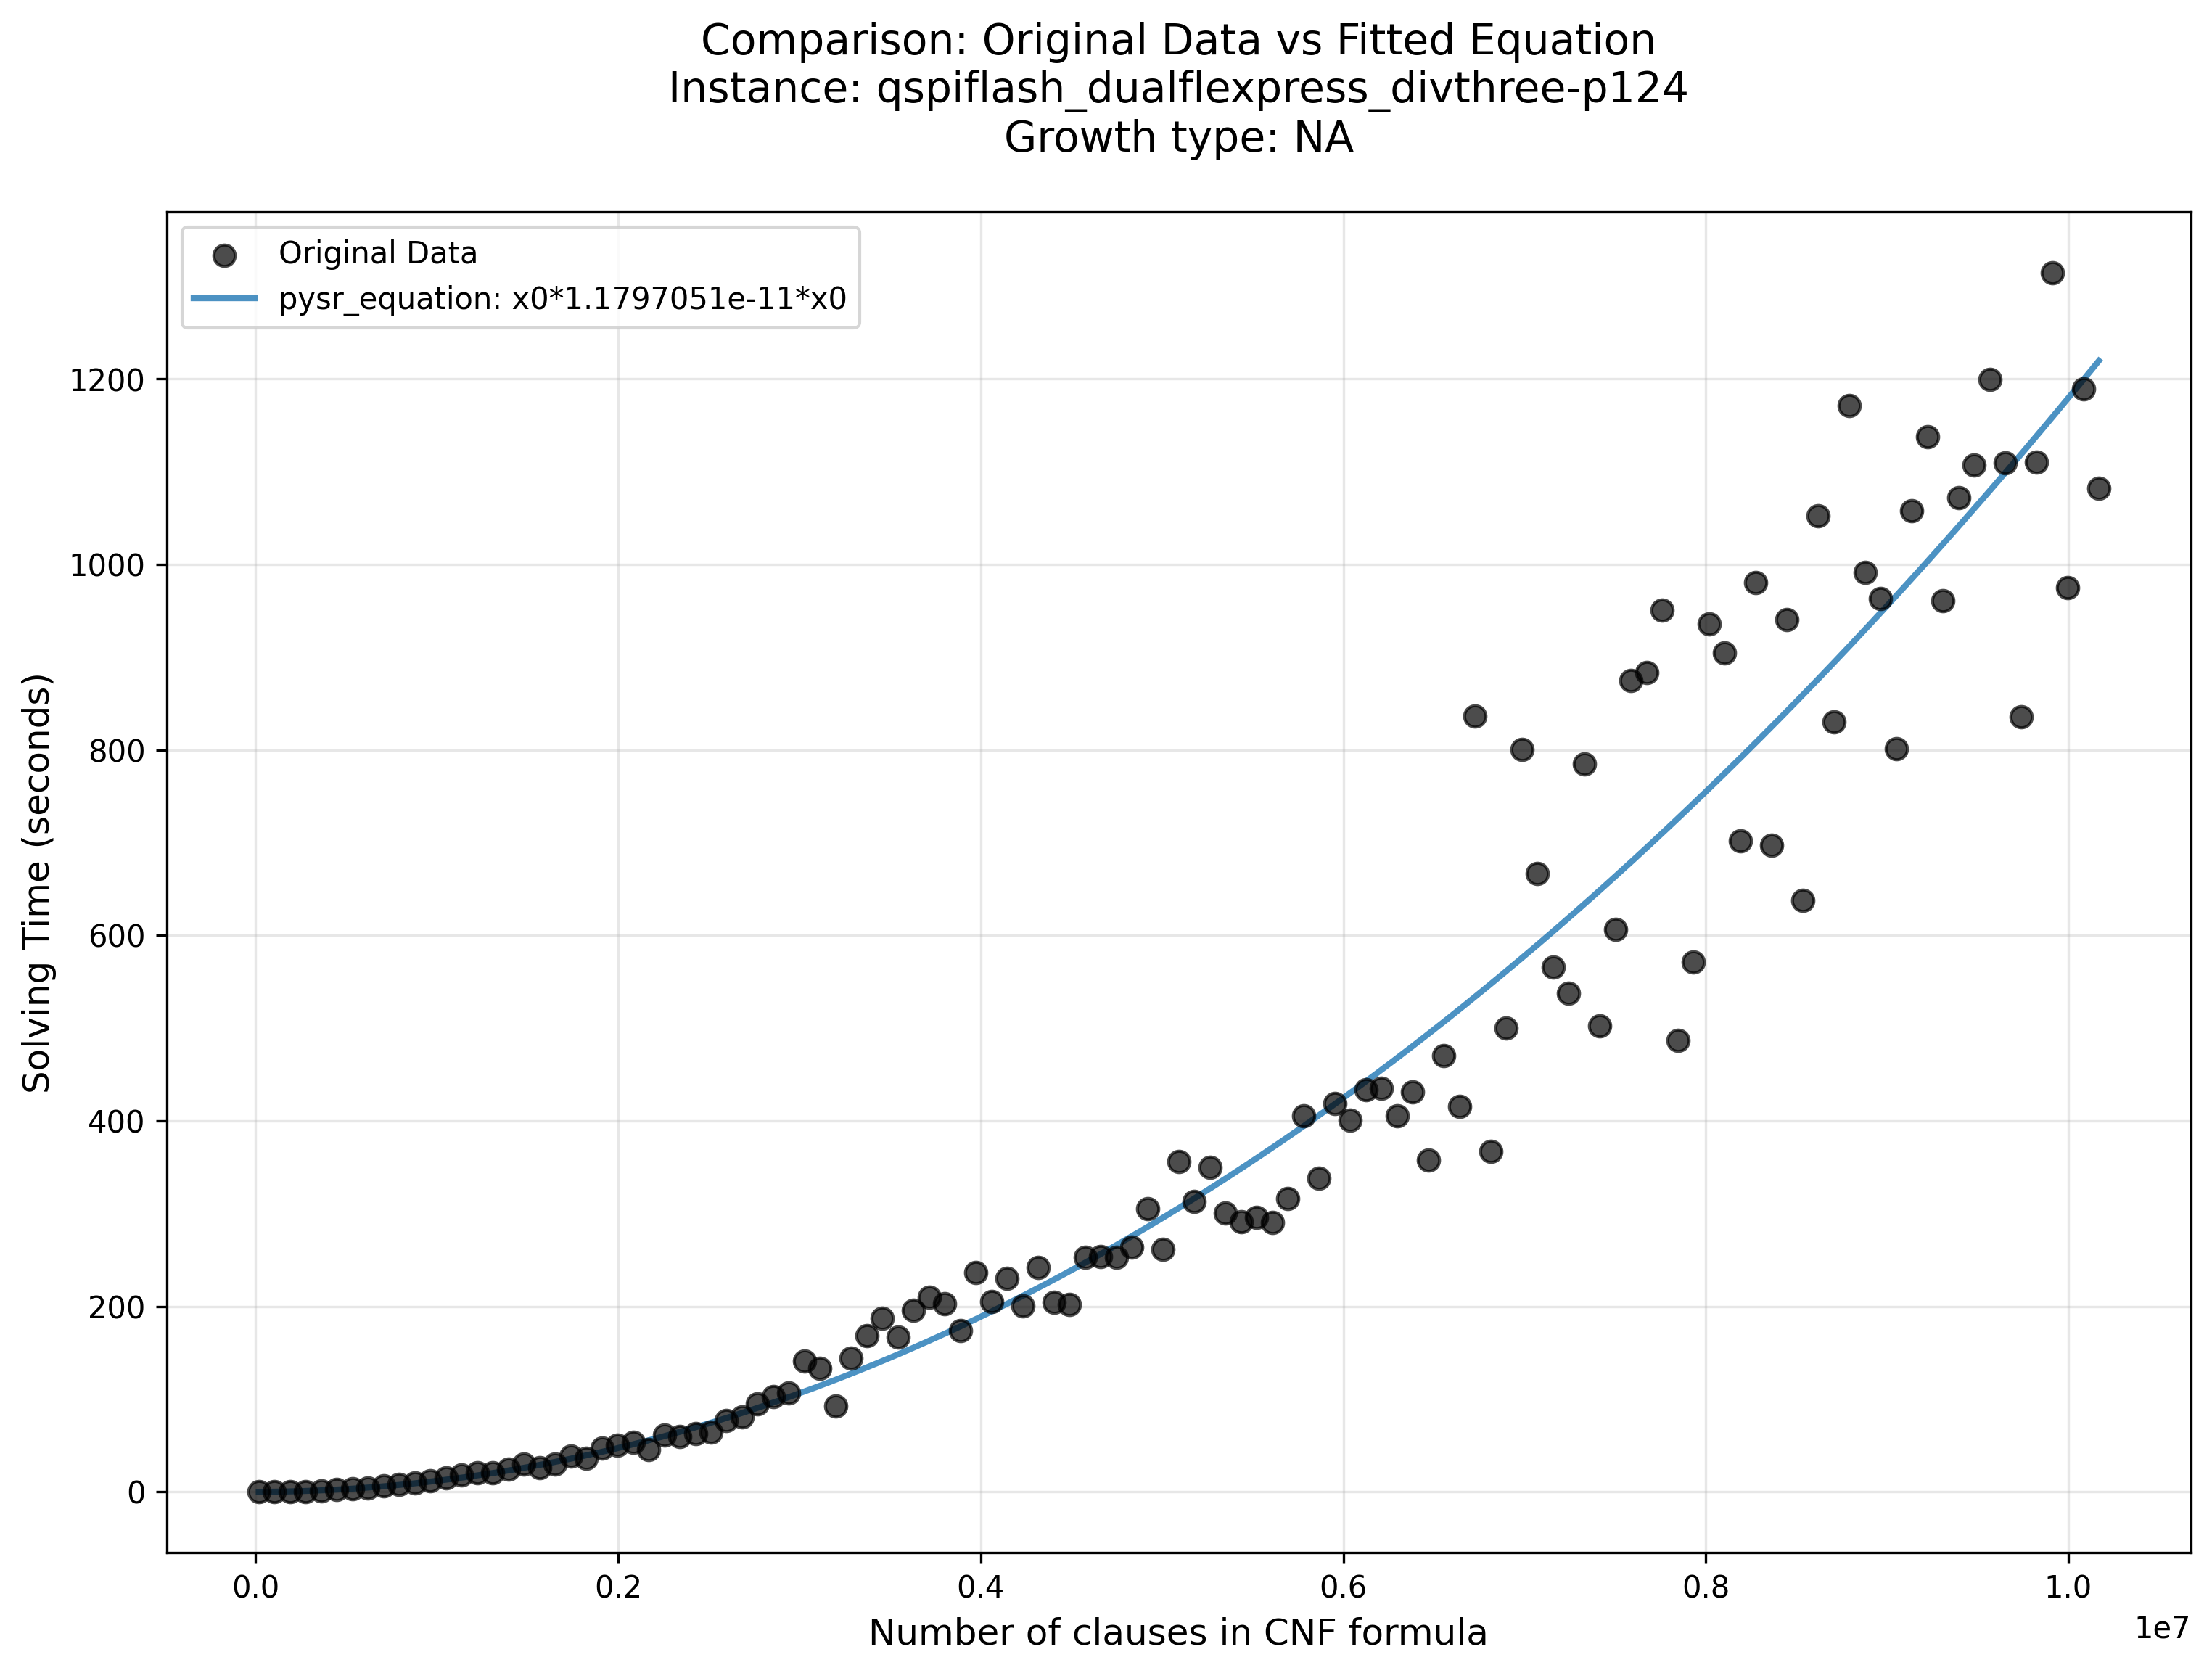 Comparison: Original Data vs Fitted Equation
Instance: qspiflash_dualflexpress_divthree-p124
Growth type: NA
Original Data
pysr_equation: x0*1.1797051e-11*x0
1200
1000
800
600
400
200
0
Solving Time (seconds)
0.0 0.2 0.4 0.6 0.8 1.0
1e7
Number of clauses in CNF formula